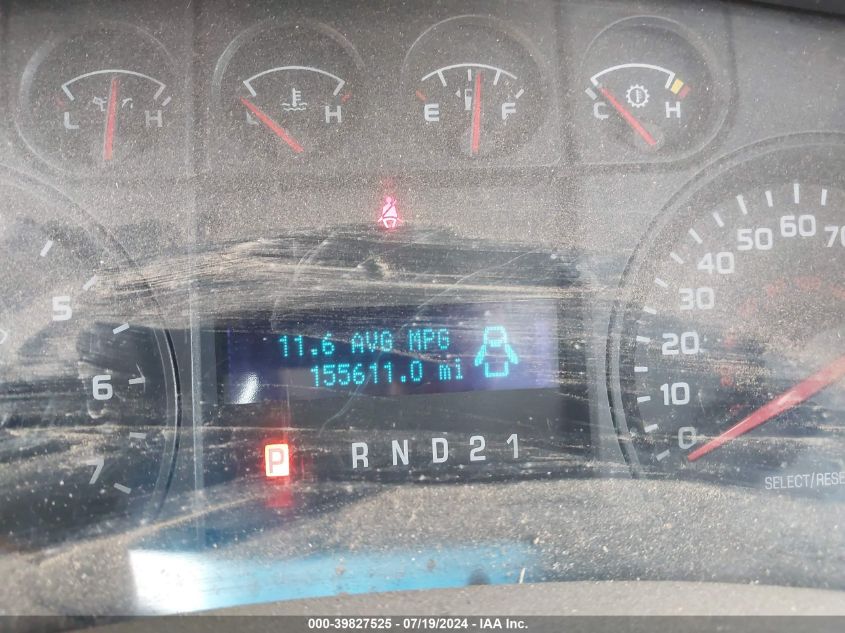 L H
C H
E F
C H
5
6
7
11.6 AVG MPG
155611.0 mi
P R N D 2 1
0
10
20
30
40
50
60
70
SELECT/RESE
000-39827525 - 07/19/2024 - IAA Inc.